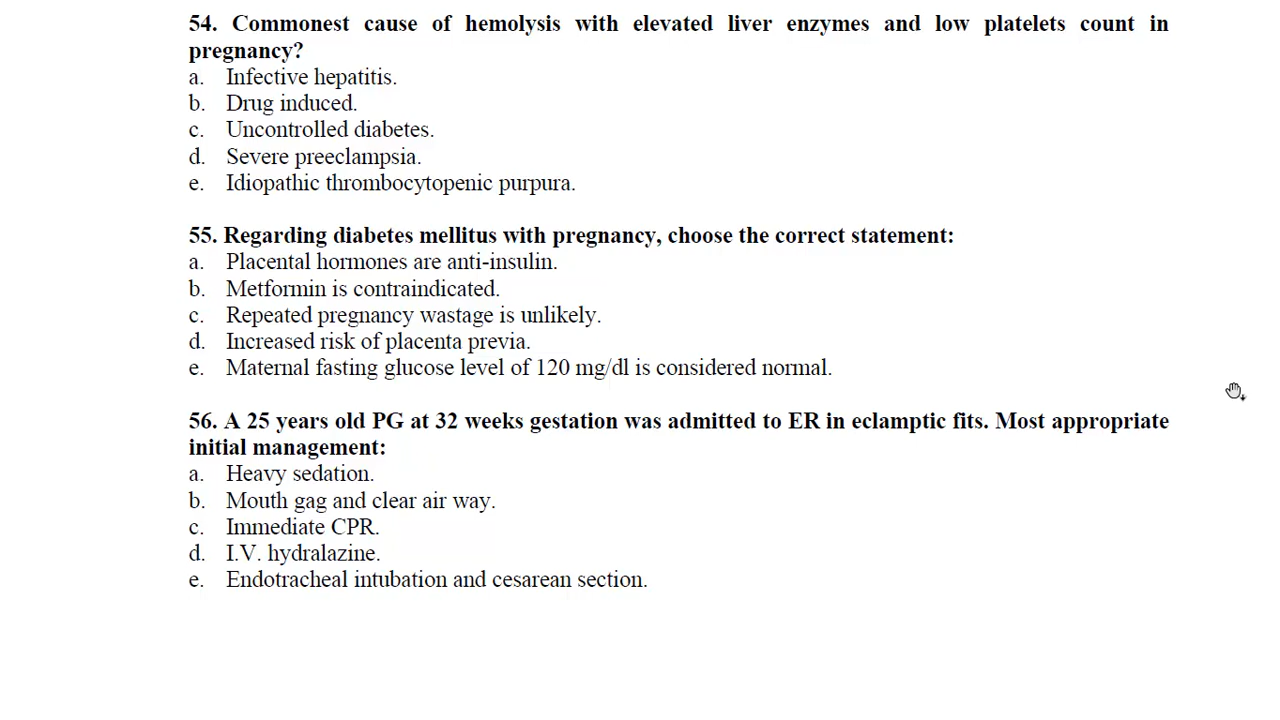 54. Commonest cause of hemolysis with elevated liver enzymes and low platelets count in
pregnancy?
a. Infective hepatitis.
b. Drug induced.
c. Uncontrolled diabetes.
d. Severe preeclampsia.
e. Idiopathic thrombocytopenic purpura.
55. Regarding diabetes mellitus with pregnancy, choose the correct statement:
a. Placental hormones are anti-insulin.
b. Metformin is contraindicated.
c. Repeated pregnancy wastage is unlikely.
d. Increased risk of placenta previa.
e. Maternal fasting glucose level of 120 mg/dl is considered normal.
56. A 25 years old PG at 32 weeks gestation was admitted to ER in eclamptic fits. Most appropriate
initial management:
a. Heavy sedation.
b. Mouth gag and clear air way.
c. Immediate CPR.
d. I.V. hydralazine.
e. Endotracheal intubation and cesarean section.